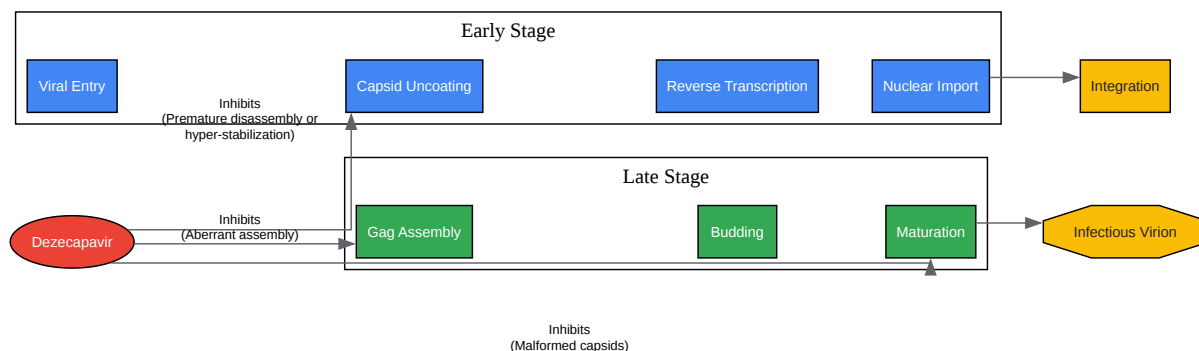 Early Stage
Viral Entry
Capsid Uncoating
Reverse Transcription
Nuclear Import
Integration
Inhibits
(Premature disassembly or
hyper-stabilization)
Late Stage
Dezecapavir
Inhibits
(Aberrant assembly)
Gag Assembly
Budding
Maturation
Infectious Virion
Inhibits
(Malformed capsids)